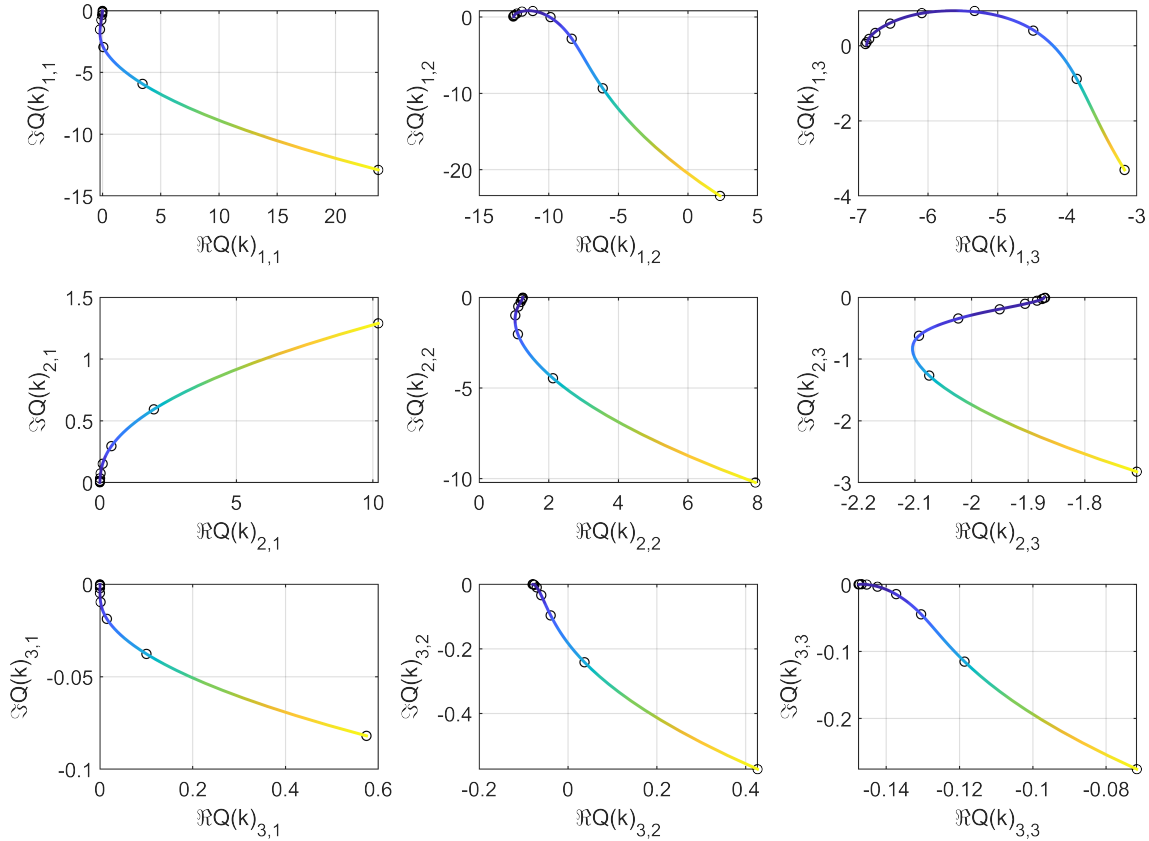 0
-5
-10
-15
0 5 10 15 20
ℑQ(k)1,1
ℜQ(k)1,1
0
-10
-20
-15 -10 -5 0 5
ℑQ(k)1,2
ℜQ(k)1,2
0
-2
-4
-7 -6 -5 -4 -3
ℑQ(k)1,3
ℜQ(k)1,3
1.5
1
0.5
0
0 5 10
ℑQ(k)2,1
ℜQ(k)2,1
0
-5
-10
0 2 4 6 8
ℑQ(k)2,2
ℜQ(k)2,2
0
-1
-2
-3
-2.2 -2.1 -2 -1.9 -1.8
ℑQ(k)2,3
ℜQ(k)2,3
0
-0.05
-0.1
0 0.2 0.4 0.6
ℑQ(k)3,1
ℜQ(k)3,1
0
-0.2
-0.4
-0.2 0 0.2 0.4
ℑQ(k)3,2
ℜQ(k)3,2
0
-0.1
-0.2
-0.14 -0.12 -0.1 -0.08
ℑQ(k)3,3
ℜQ(k)3,3